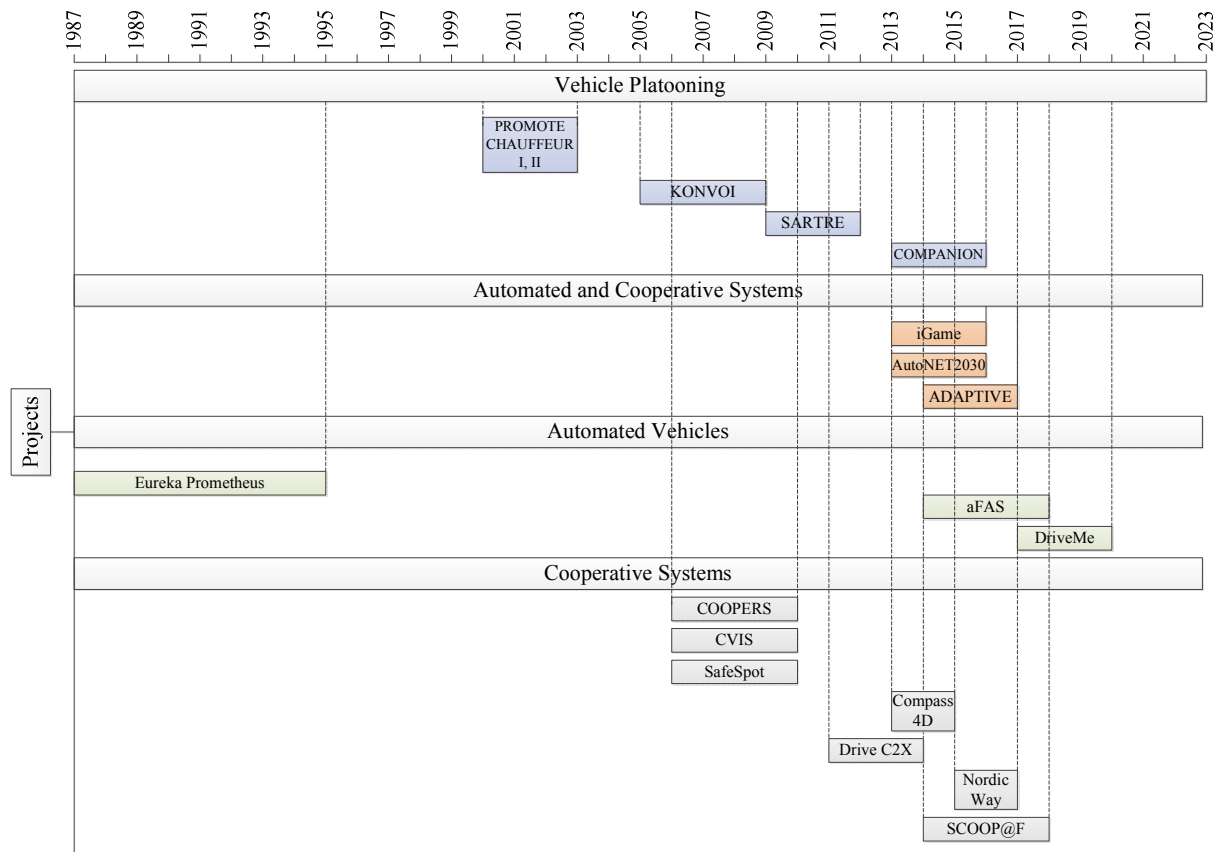 1987
1989
1991
1993
1995
1997
1999
2001
2003
2005
2007
2009
2011
2013
2015
2017
2019
2021
2023
Vehicle Platooning
PROMOTE
CHAUFFEUR
I, II
KONVOI
SARTRE
COMPANION
Automated and Cooperative Systems
iGame
AutoNET2030
ADAPTIVE
Projects
Automated Vehicles
Eureka Prometheus
aFAS
DriveMe
Cooperative Systems
COOPERS
CVIS
SafeSpot
Compass
4D
Drive C2X
Nordic
Way
SCOOP@F